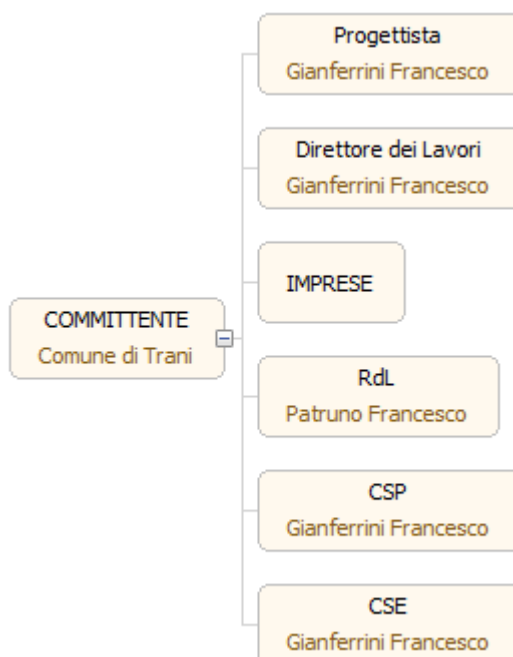 Progettista
Gianferrini Francesco
Direttore dei Lavori
Gianferrini Francesco
IMPRESE
COMMITTENTE
Comune di Trani
RdL
Patruno Francesco
CSP
Gianferrini Francesco
CSE
Gianferrini Francesco